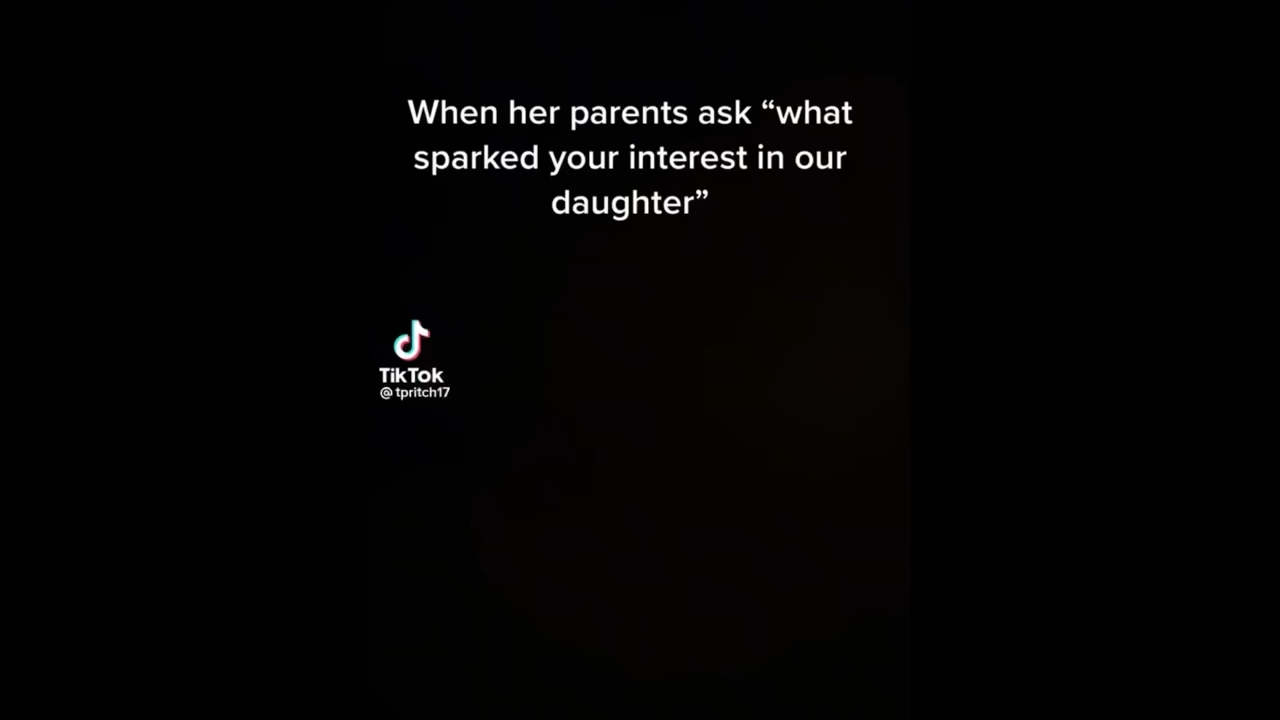 When her parents ask “what
sparked your interest in our
daughter”
TikTok
@tpritch17